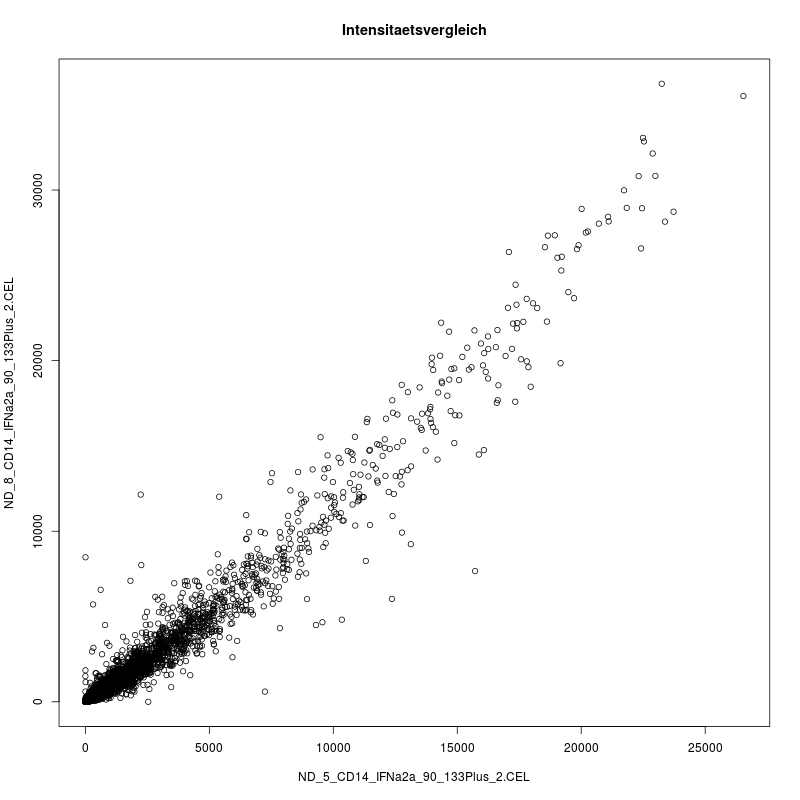 Intensitaetsvergleich
ND_8_CD14_IFNa2a_90_133Plus_2.CEL
30000
20000
10000
0
0 5000 10000 15000 20000 25000
ND_5_CD14_IFNa2a_90_133Plus_2.CEL